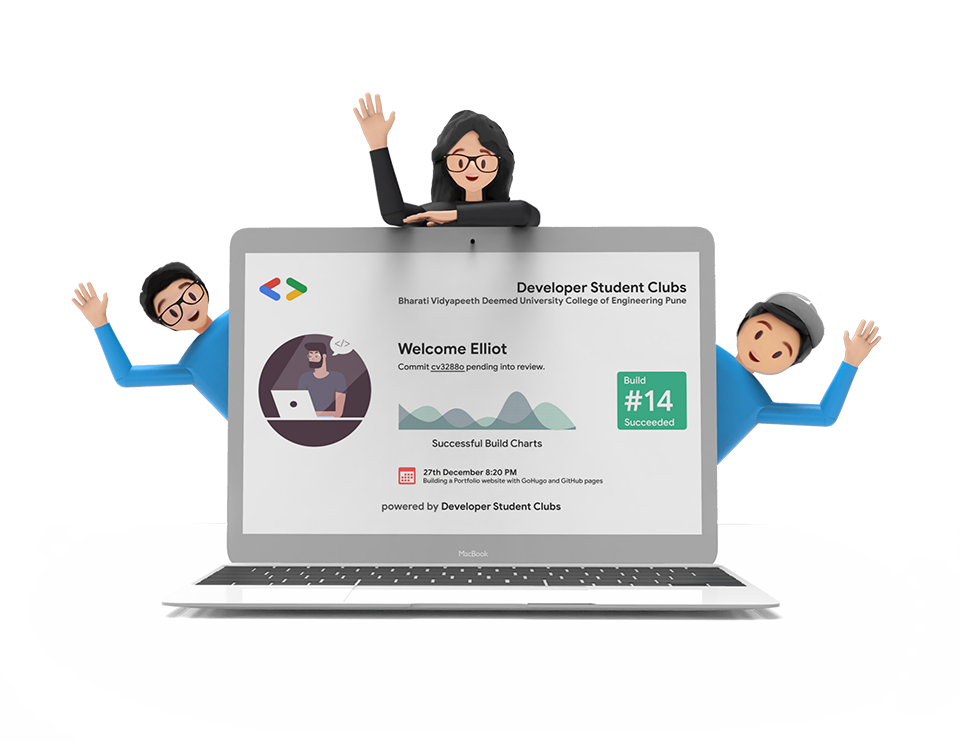 Developer Student Clubs
Bharati Vidyapeeth Deemed University College of Engineering Pune
</>
Welcome Elliot
Commit cv3288o pending into review.
Build
#14
Succeeded
Successful Build Charts
27th December 8:20 PM
Building a Portfolio website with GoHugo and GitHub pages
powered by Developer Student Clubs
MacBook